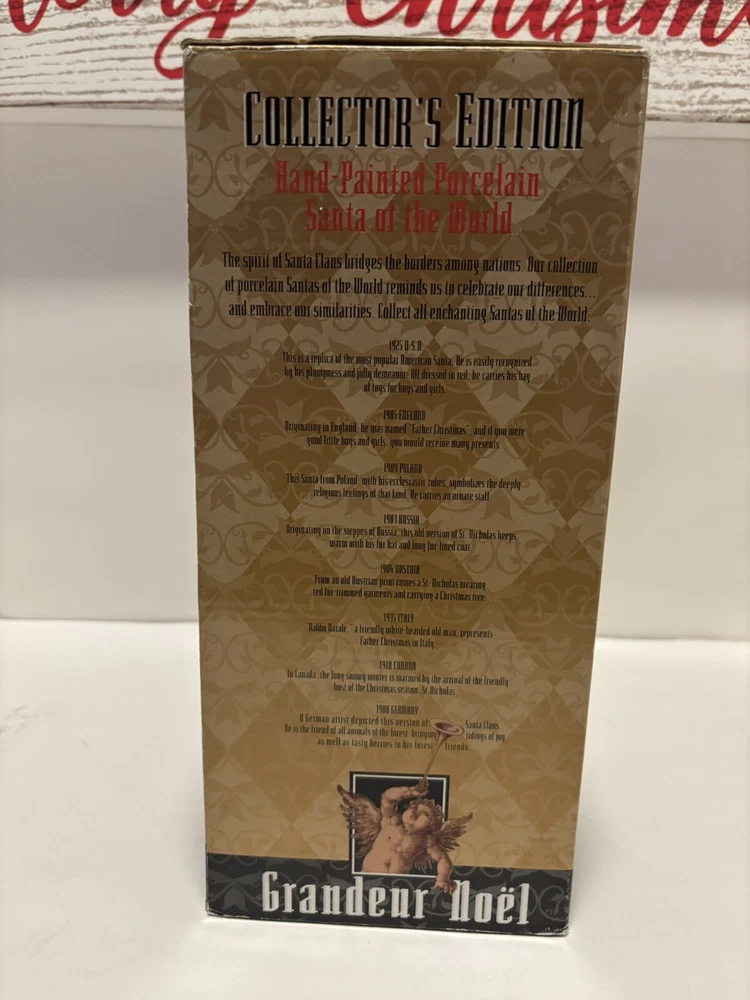 Merry Christm
COLLECTOR'S EDITION
Hand-Painted Porcelain
Santa of the World
The spirit of Santa Claus bridges the borders among nations. Our collection
of porcelain Santas of the World reminds us to celebrate our differences...
and embrace our similarities. Collect all enchanting Santas of the World.
1925 U.S.A
This is a replica of the most popular American Santa. He is easily recognized
by his plumpness and jolly demeanor. All dressed in red, he carries his bag
of toys for boys and girls.
1905 ENGLAND
Originating in England, he was named "Father Christmas", and if you were
good little boys and girls, you would receive many presents.
1909 POLAND
This Santa from Poland, with his ecclesiastic robes, symbolizes the deeply
religious feelings of that land. He carries an ornate staff.
1907 RUSSIA
Originating on the steppes of Russia, this old version of St. Nicholas keeps
warm with his fur hat and long fur-lined coat.
1904 AUSTRIA
From an old Austrian print comes a St. Nicholas wearing
red fur-trimmed garments and carrying a Christmas tree.
1935 ITALY
"Babbo Natale," a friendly white-bearded old man, represents
Father Christmas in Italy.
1930 CANADA
In Canada, the long snowy winter is warmed by the arrival of the friendly
host of the Christmas season, St. Nicholas.
1900 GERMANY
A German artist depicted this version of Santa Claus.
He is the friend of all animals of the forest, bringing tidings of joy
as well as tasty berries to his forest friends.
Grandeur Noël